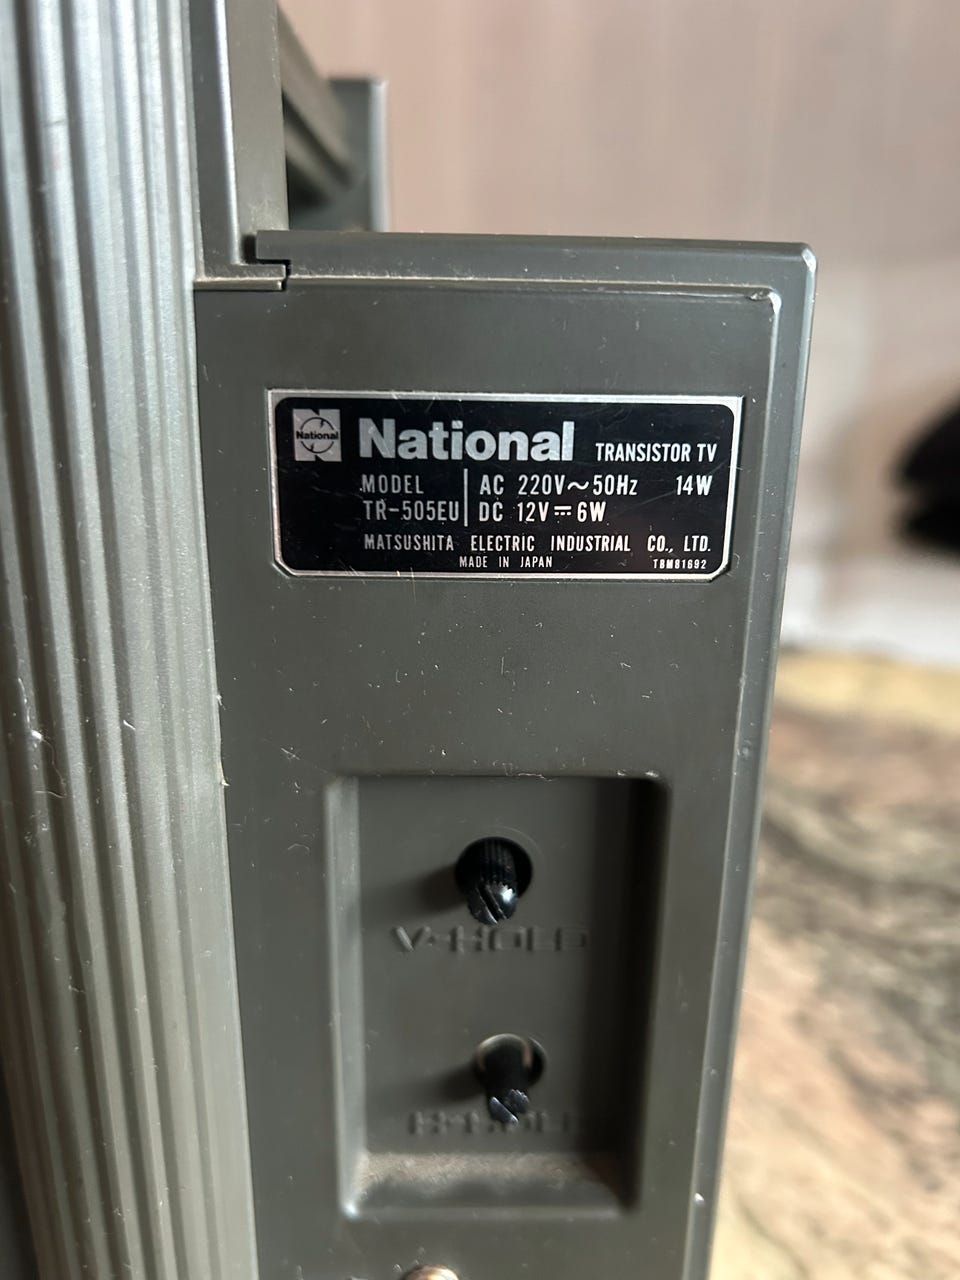 National
National TRANSISTOR TV
MODEL AC 220V~50Hz 14W
TR-505EU DC 12V⎓6W
MATSUSHITA ELECTRIC INDUSTRIAL CO., LTD.
MADE IN JAPAN TBM81692
V-HOLD
H-HOLD